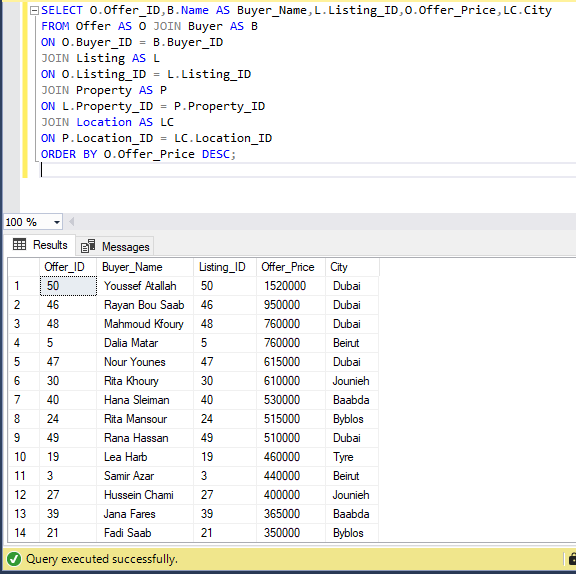 SELECT O.Offer_ID,B.Name AS Buyer_Name,L.Listing_ID,O.Offer_Price,LC.City
FROM Offer AS O JOIN Buyer AS B
ON O.Buyer_ID = B.Buyer_ID
JOIN Listing AS L
ON O.Listing_ID = L.Listing_ID
JOIN Property AS P
ON L.Property_ID = P.Property_ID
JOIN Location AS LC
ON P.Location_ID = LC.Location_ID
ORDER BY O.Offer_Price DESC;
100 %
Results Messages
Offer_ID Buyer_Name Listing_ID Offer_Price City
1 50 Youssef Atallah 50 1520000 Dubai
2 46 Rayan Bou Saab 46 950000 Dubai
3 48 Mahmoud Kfoury 48 760000 Dubai
4 5 Dalia Matar 5 760000 Beirut
5 47 Nour Younes 47 615000 Dubai
6 30 Rita Khoury 30 610000 Jounieh
7 40 Hana Sleiman 40 530000 Baabda
8 24 Rita Mansour 24 515000 Byblos
9 49 Rana Hassan 49 510000 Dubai
10 19 Lea Harb 19 460000 Tyre
11 3 Samir Azar 3 440000 Beirut
12 27 Hussein Chami 27 400000 Jounieh
13 39 Jana Fares 39 365000 Baabda
14 21 Fadi Saab 21 350000 Byblos
Query executed successfully.